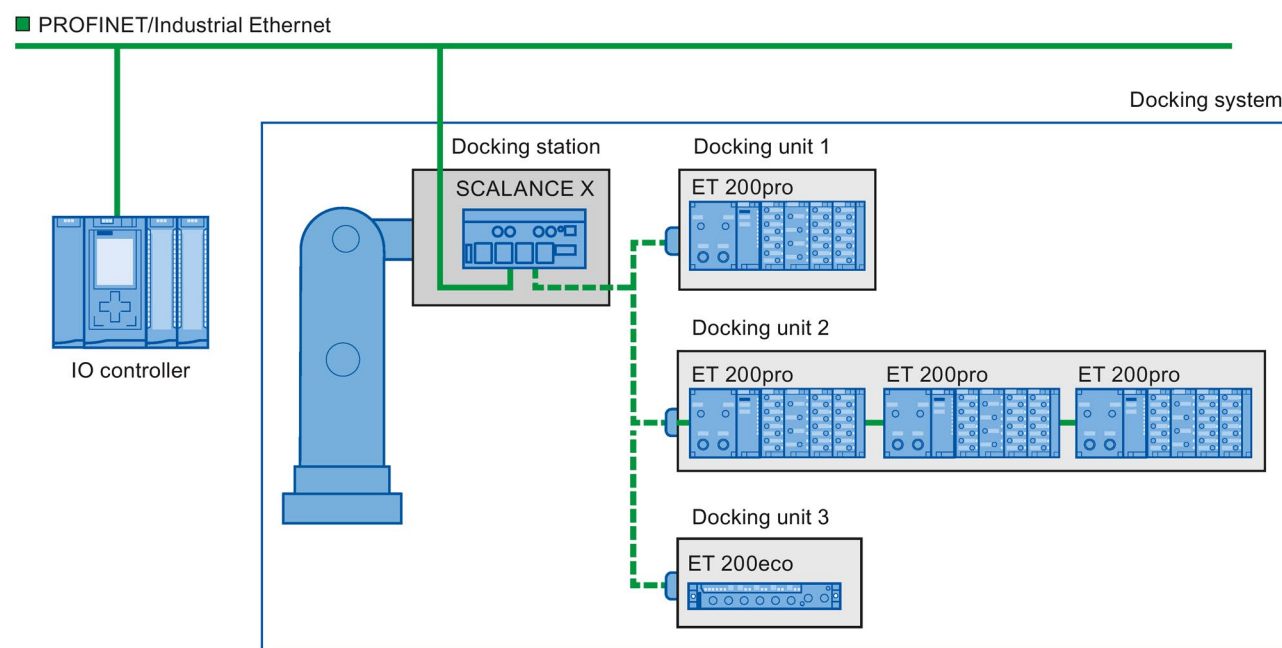 PROFINET/Industrial Ethernet
Docking system
Docking station
Docking unit 1
SCALANCE X
ET 200pro
IO controller
Docking unit 2
ET 200pro
ET 200pro
ET 200pro
Docking unit 3
ET 200eco